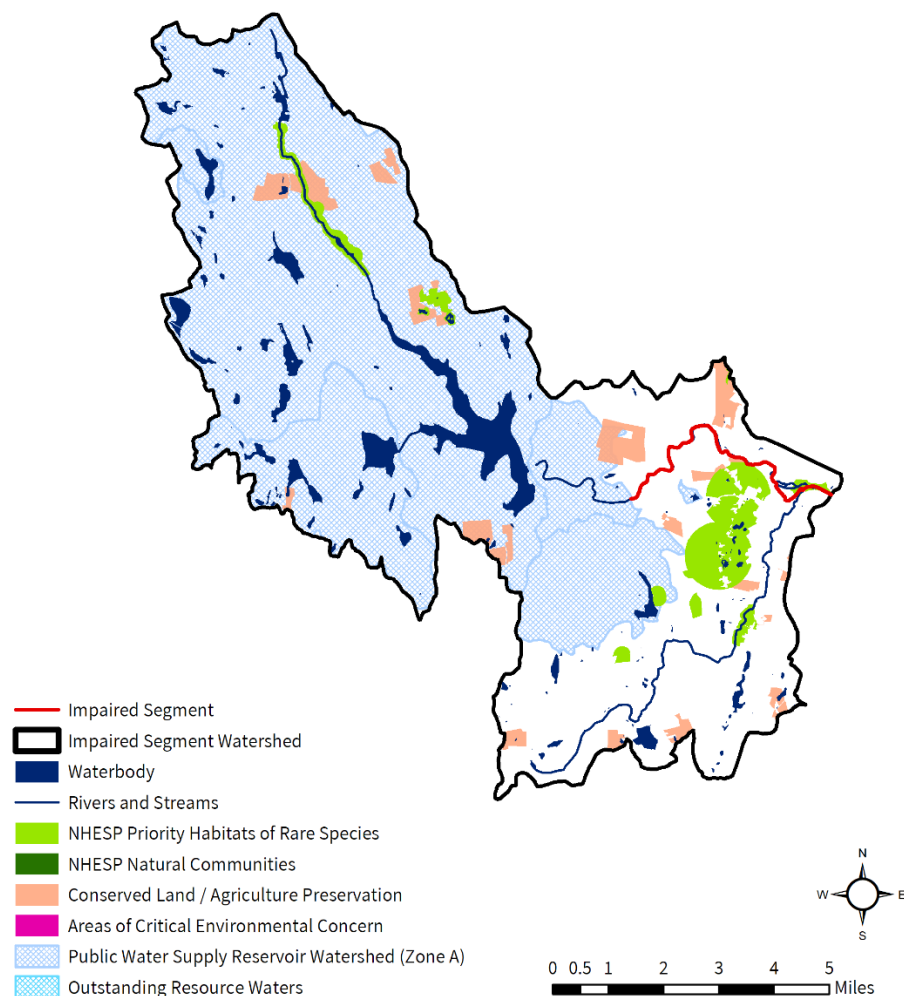 Impaired Segment
Impaired Segment Watershed
Waterbody
Rivers and Streams
NHESP Priority Habitats of Rare Species
NHESP Natural Communities
Conserved Land / Agriculture Preservation
Areas of Critical Environmental Concern
Public Water Supply Reservoir Watershed (Zone A)
Outstanding Resource Waters
N
W E
S
0 0.5 1 2 3 4 5
Miles